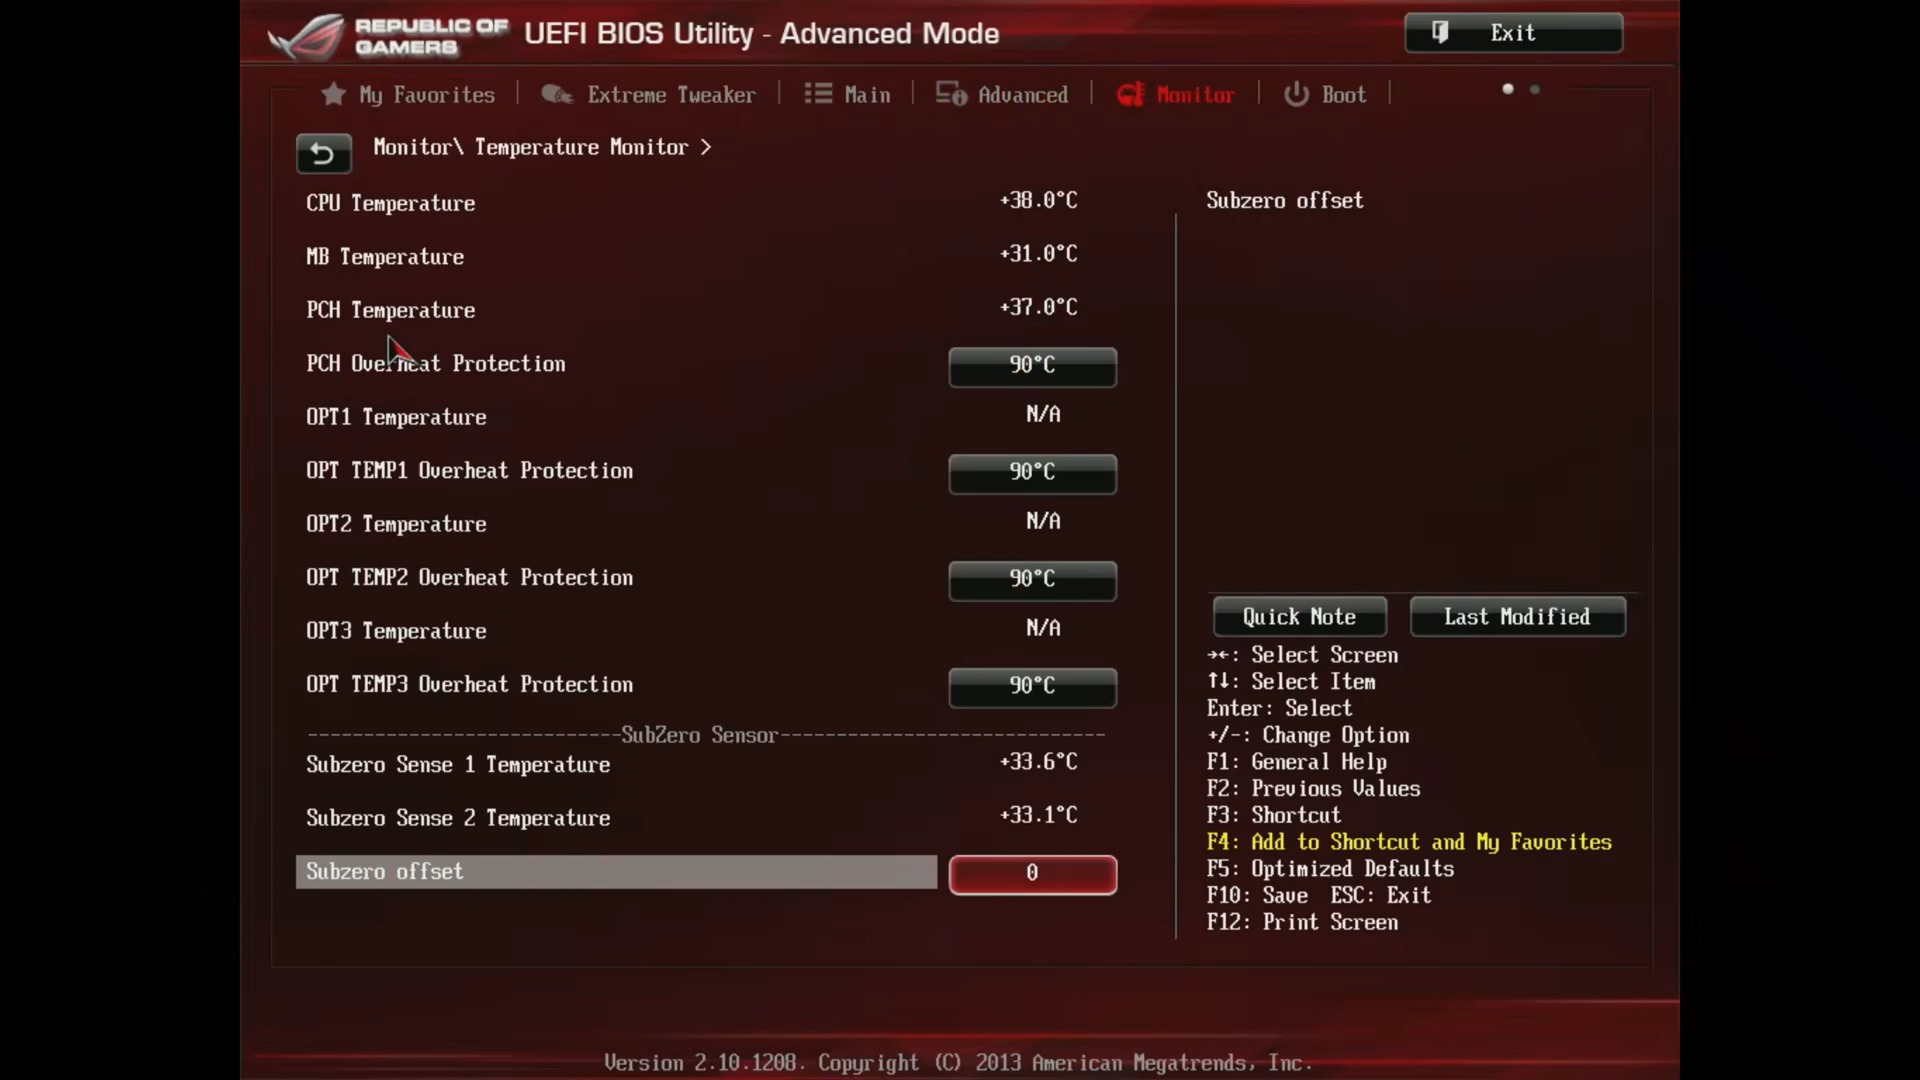 REPUBLIC OF GAMERS UEFI BIOS Utility - Advanced Mode Exit
My Favorites Extreme Tweaker Main Advanced Monitor Boot
Monitor\ Temperature Monitor >
CPU Temperature +38.0°C
MB Temperature +31.0°C
PCH Temperature +37.0°C
PCH Overheat Protection 90°C
OPT1 Temperature N/A
OPT TEMP1 Overheat Protection 90°C
OPT2 Temperature N/A
OPT TEMP2 Overheat Protection 90°C
OPT3 Temperature N/A
OPT TEMP3 Overheat Protection 90°C
----------------------------SubZero Sensor-----------------------------
Subzero Sense 1 Temperature +33.6°C
Subzero Sense 2 Temperature +33.1°C
Subzero offset 0
Subzero offset
Quick Note Last Modified
→←: Select Screen
↑↓: Select Item
Enter: Select
+/-: Change Option
F1: General Help
F2: Previous Values
F3: Shortcut
F4: Add to Shortcut and My Favorites
F5: Optimized Defaults
F10: Save ESC: Exit
F12: Print Screen
Version 2.10.1208. Copyright (C) 2013 American Megatrends, Inc.